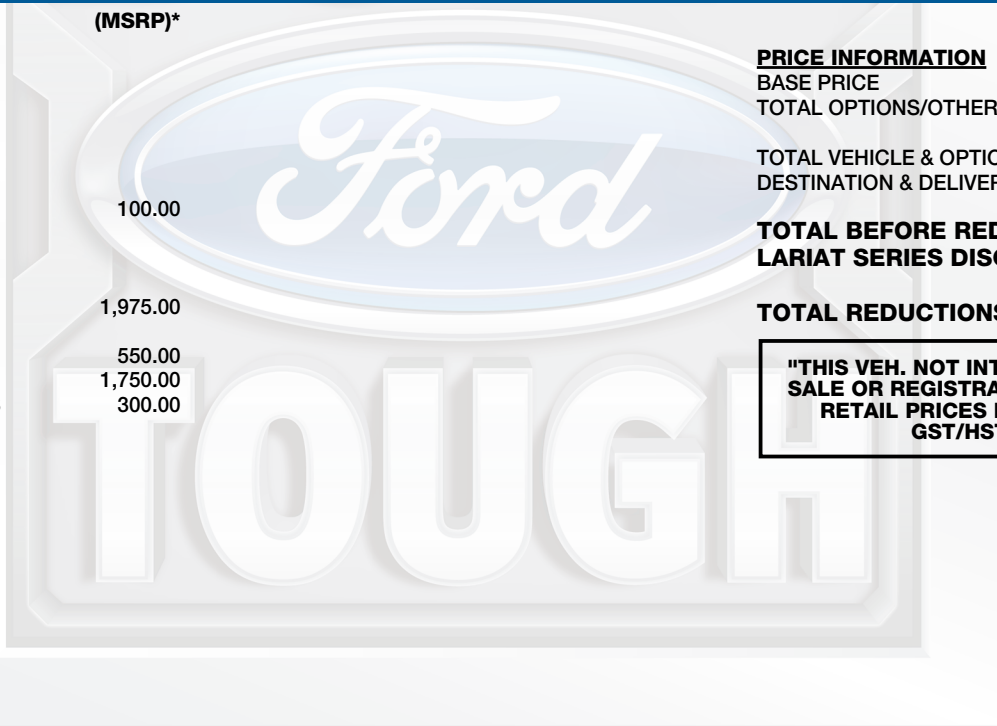 (MSRP)*
100.00
1,975.00
550.00
1,750.00
300.00
PRICE INFORMATION
BASE PRICE
TOTAL OPTIONS/OTHER
TOTAL VEHICLE & OPTIO
DESTINATION & DELIVER
TOTAL BEFORE RED
LARIAT SERIES DISC
TOTAL REDUCTIONS
"THIS VEH. NOT INT
SALE OR REGISTRA
RETAIL PRICES
GST/HST
Ford
TOUGH